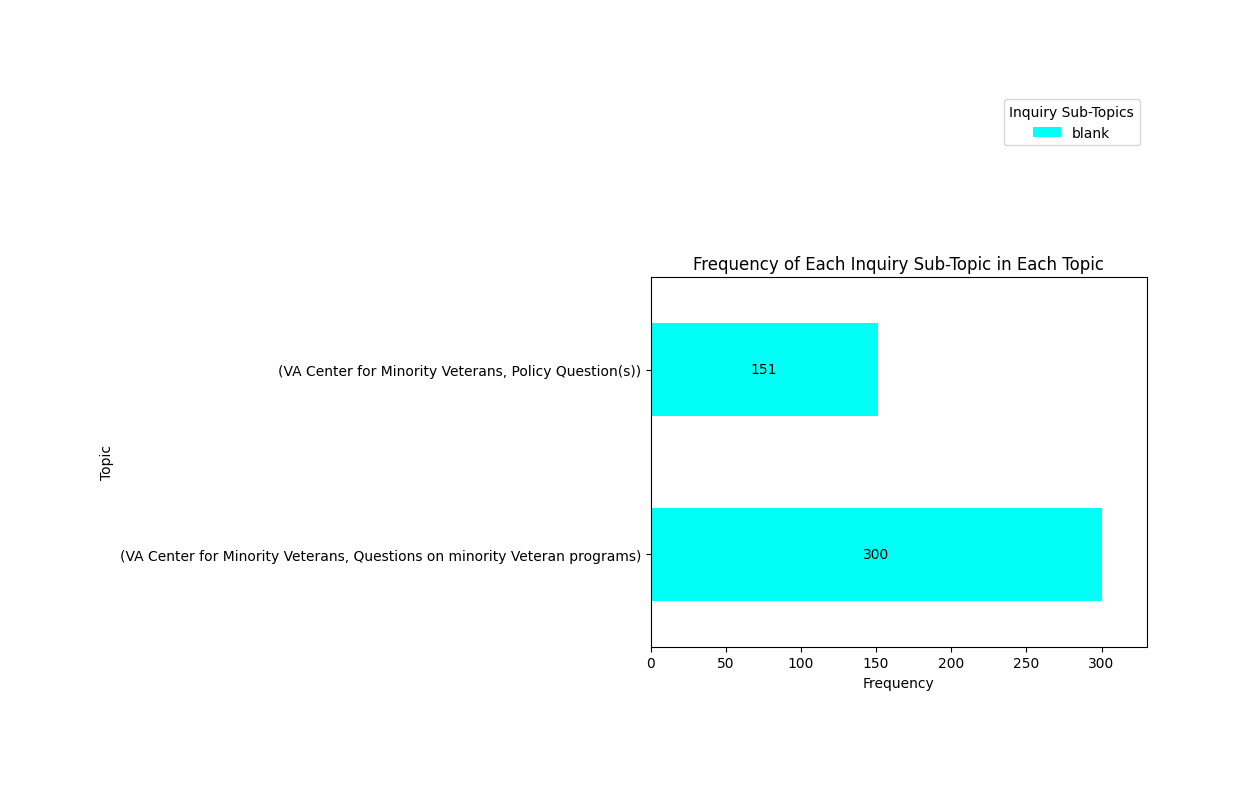 Inquiry Sub-Topics
blank
Frequency of Each Inquiry Sub-Topic in Each Topic
(VA Center for Minority Veterans, Policy Question(s))
151
Topic
(VA Center for Minority Veterans, Questions on minority Veteran programs)
300
0 50 100 150 200 250 300
Frequency